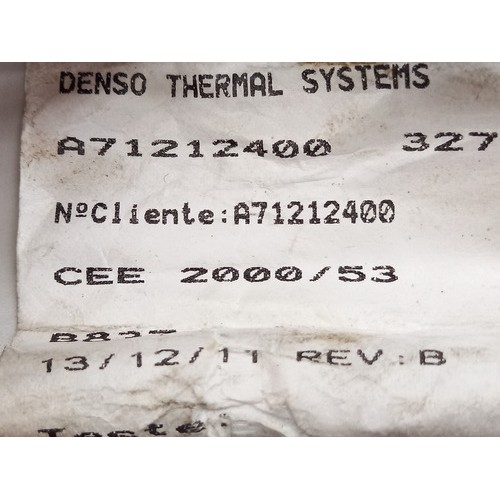 DENSO THERMAL SYSTEMS
A71212400 327
NºCliente:A71212400
CEE 2000/53
13/12/11 REV:B